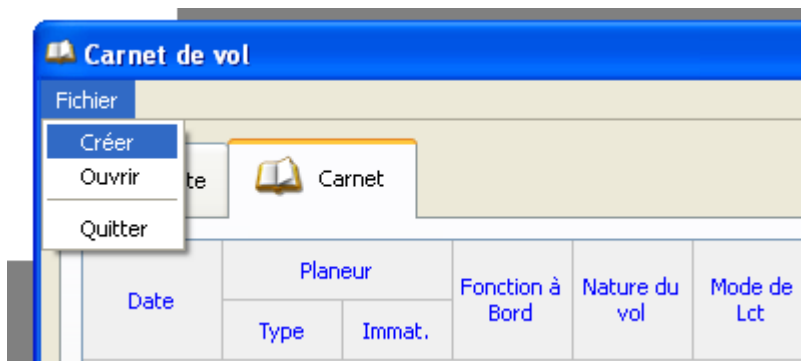 Carnet de vol
Fichier
Créer
Ouvrir
te
Carnet
Quitter
Planeur
Date
Fonction à
Bord
Nature du
vol
Mode de
Lct
Type
Immat.